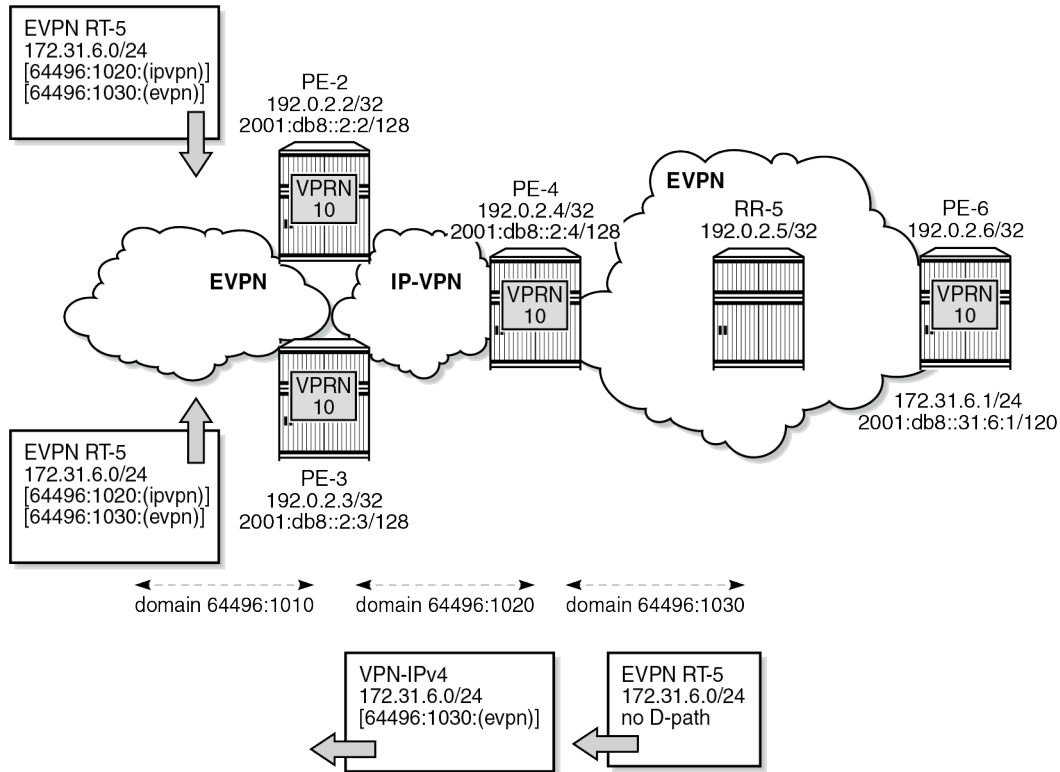 EVPN RT-5
172.31.6.0/24
[64496:1020:(ipvpn)]
[64496:1030:(evpn)]
PE-2
192.0.2.2/32
2001:db8::2:2/128
VPRN
10
EVPN
IP-VPN
PE-4
192.0.2.4/32
2001:db8::2:4/128
VPRN
10
EVPN
RR-5
192.0.2.5/32
PE-6
192.0.2.6/32
VPRN
10
172.31.6.1/24
2001:db8::31:6:1/120
VPRN
10
PE-3
192.0.2.3/32
2001:db8::2:3/128
EVPN RT-5
172.31.6.0/24
[64496:1020:(ipvpn)]
[64496:1030:(evpn)]
domain 64496:1010
domain 64496:1020
domain 64496:1030
VPN-IPv4
172.31.6.0/24
[64496:1030:(evpn)]
EVPN RT-5
172.31.6.0/24
no D-path